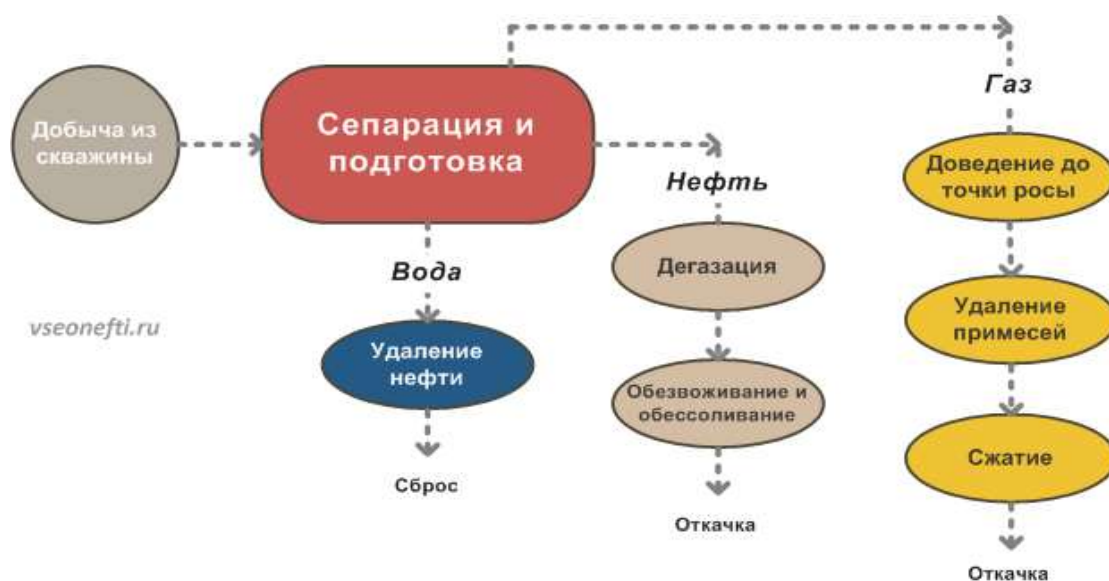 Газ
Добыча из
скважины
Сепарация и
подготовка
Доведение до
точки росы
Нефть
Дегазация
Вода
Удаление
примесей
vseonefti.ru
Удаление
нефти
Обезвоживание и
обессоливание
Сжатие
Сброс
Откачка
Откачка